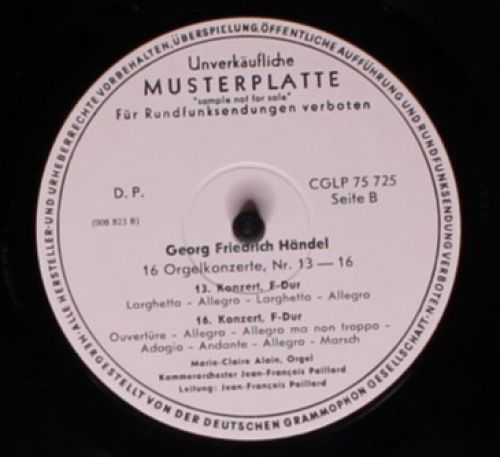 ALLE HERSTELLER- UND URHEBERRECHTE VORBEHALTEN, ÜBERSPIELUNG, ÖFFENTLICHE AUFFÜHRUNG UND RUNDFUNKSENDUNG VERBOTEN·
HERGESTELLT VON DER DEUTSCHEN GRAMMOPHON GESELLSCHAFT·
Unverkäufliche
MUSTERPLATTE
"sample not for sale"
Für Rundfunksendungen verboten
D. P.
CGLP 75 725
(008 823 B)
Seite B
Georg Friedrich Händel
16 Orgelkonzerte, Nr. 13 — 16
13. Konzert, F-Dur
Larghetto - Allegro - Larghetto - Allegro
16. Konzert, F-Dur
Ouvertüre - Allegro - Allegro ma non troppo -
Adagio - Andante - Allegro - Marsch
Marie-Claire Alain, Orgel
Kammerorchester Jean-François Paillard
Leitung: Jean-François Paillard